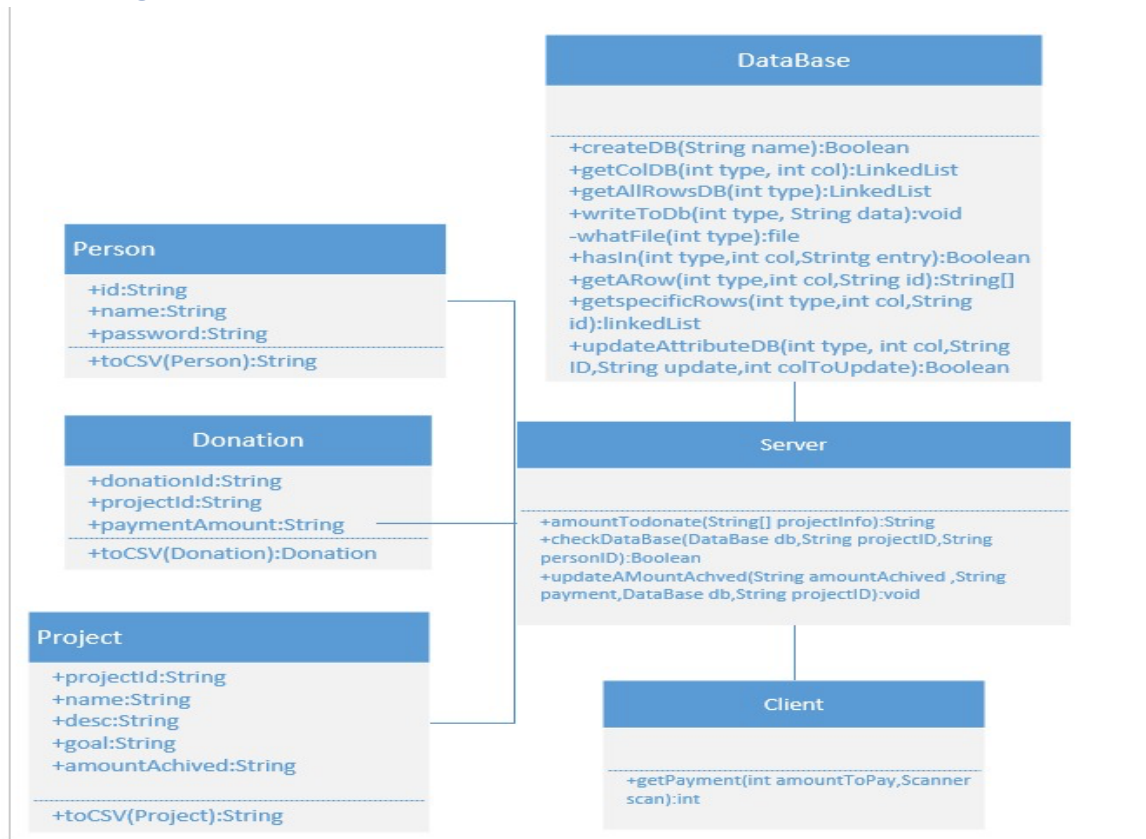 DataBase
+createDB(String name):Boolean
+getColDB(int type, int col):LinkedList
+getAllRowsDB(int type):LinkedList
+writeToDb(int type, String data):void
-whatFile(int type):file
+hasIn(int type,int col,Strintg entry):Boolean
+getARow(int type,int col,String id):String[]
+getspecificRows(int type,int col,String
id):linkedList
+updateAttributeDB(int type, int col,String
ID,String update,int colToUpdate):Boolean
Person
+id:String
+name:String
+password:String
+toCSV(Person):String
Donation
+donationId:String
+projectId:String
+paymentAmount:String
+toCSV(Donation):Donation
Server
+amountTodonate(String[] projectInfo):String
+checkDataBase(DataBase db,String projectID,String
personID):Boolean
+updateAMountAchved(String amountAchived ,String
payment,DataBase db,String projectID):void
Project
+projectId:String
+name:String
+desc:String
+goal:String
+amountAchived:String
+toCSV(Project):String
Client
+getPayment(int amountToPay,Scanner
scan):int